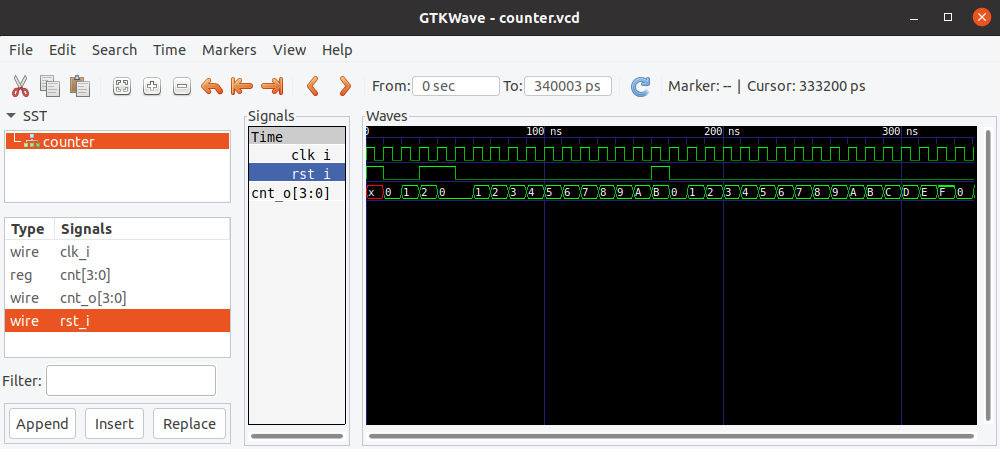 GTKWave - counter.vcd
File Edit Search Time Markers View Help
From: 0 sec To: 340003 ps Marker: -- | Cursor: 333200 ps
SST
counter
Type Signals
wire clk_i
reg cnt[3:0]
wire cnt_o[3:0]
wire rst_i
Filter:
Append Insert Replace
Signals
Time
clk i
rst i
cnt_o[3:0]
Waves
0 100 ns 200 ns 300 ns
x 0 1 2 0 1 2 3 4 5 6 7 8 9 A B 0 1 2 3 4 5 6 7 8 9 A B C D E F 0